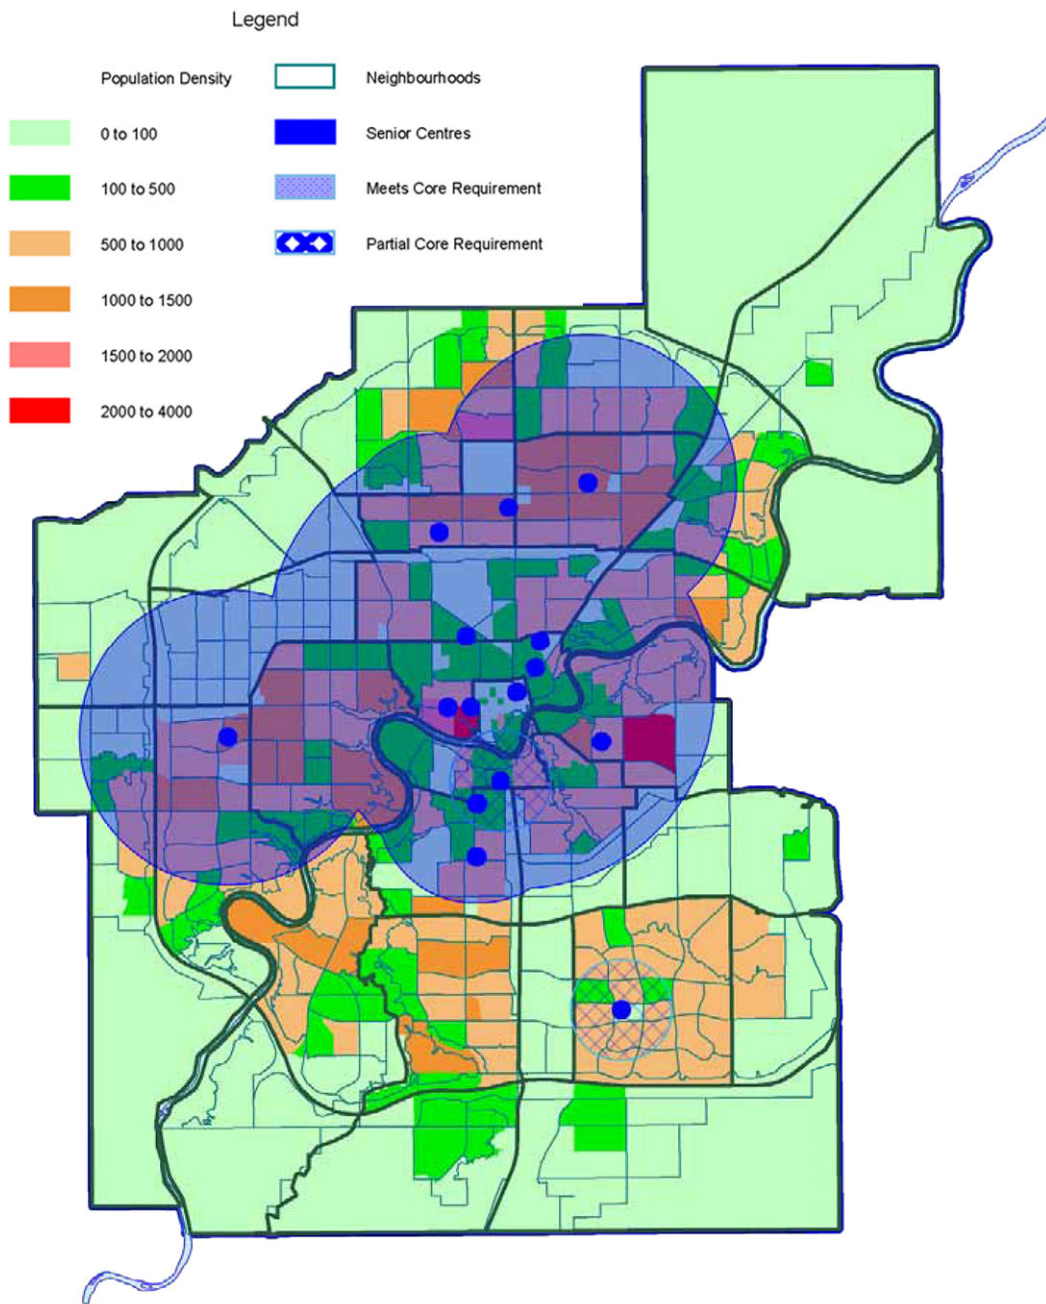 Legend
Population Density
Neighbourhoods
0 to 100
Senior Centres
100 to 500
Meets Core Requirement
500 to 1000
Partial Core Requirement
1000 to 1500
1500 to 2000
2000 to 4000